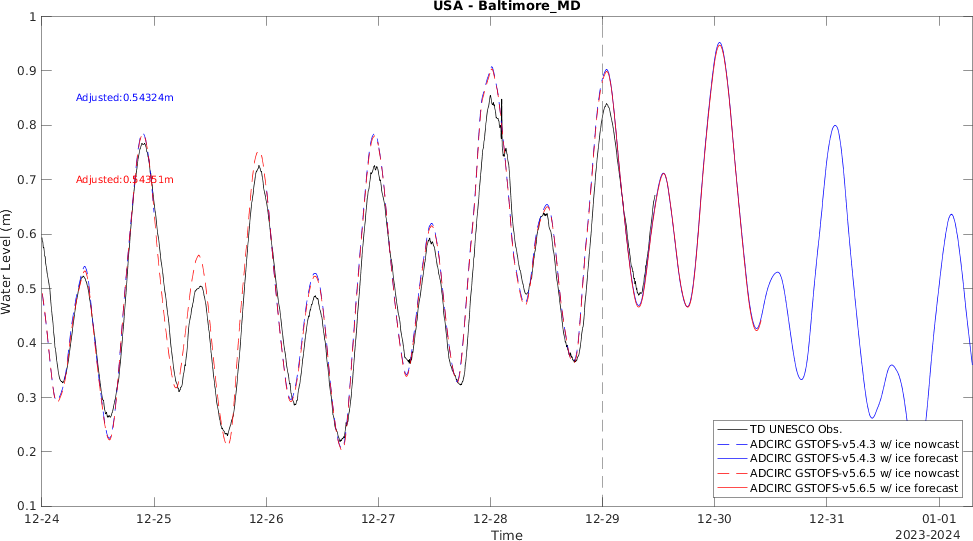 USA - Baltimore_MD
1
0.9
0.8
0.7
0.6
0.5
0.4
0.3
0.2
0.1
Water Level (m)
Adjusted:0.54324m
Adjusted:0.54351m
TD UNESCO Obs.
ADCIRC GSTOFS-v5.4.3 w/ ice nowcast
ADCIRC GSTOFS-v5.4.3 w/ ice forecast
ADCIRC GSTOFS-v5.6.5 w/ ice nowcast
ADCIRC GSTOFS-v5.6.5 w/ ice forecast
12-24 12-25 12-26 12-27 12-28 12-29 12-30 12-31 01-01
Time
2023-2024